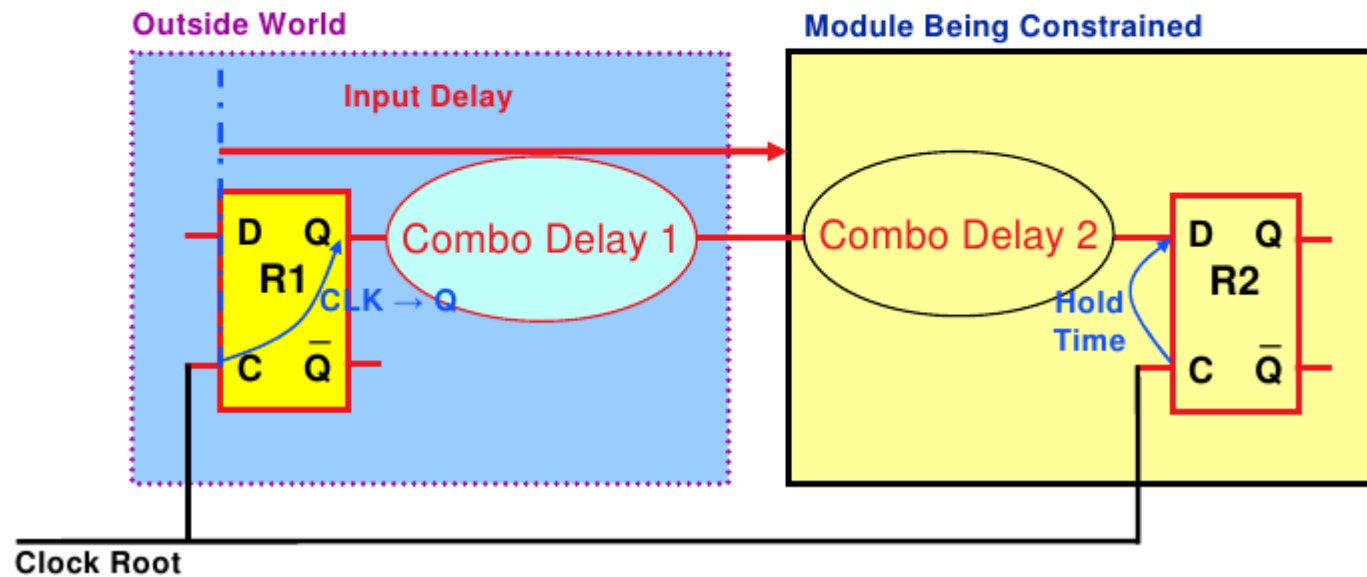 Outside World
Module Being Constrained
Input Delay
D Q
R1
CLK → Q
C Q̅
Combo Delay 1
Combo Delay 2
D Q
R2
Hold
Time
C Q̅
Clock Root